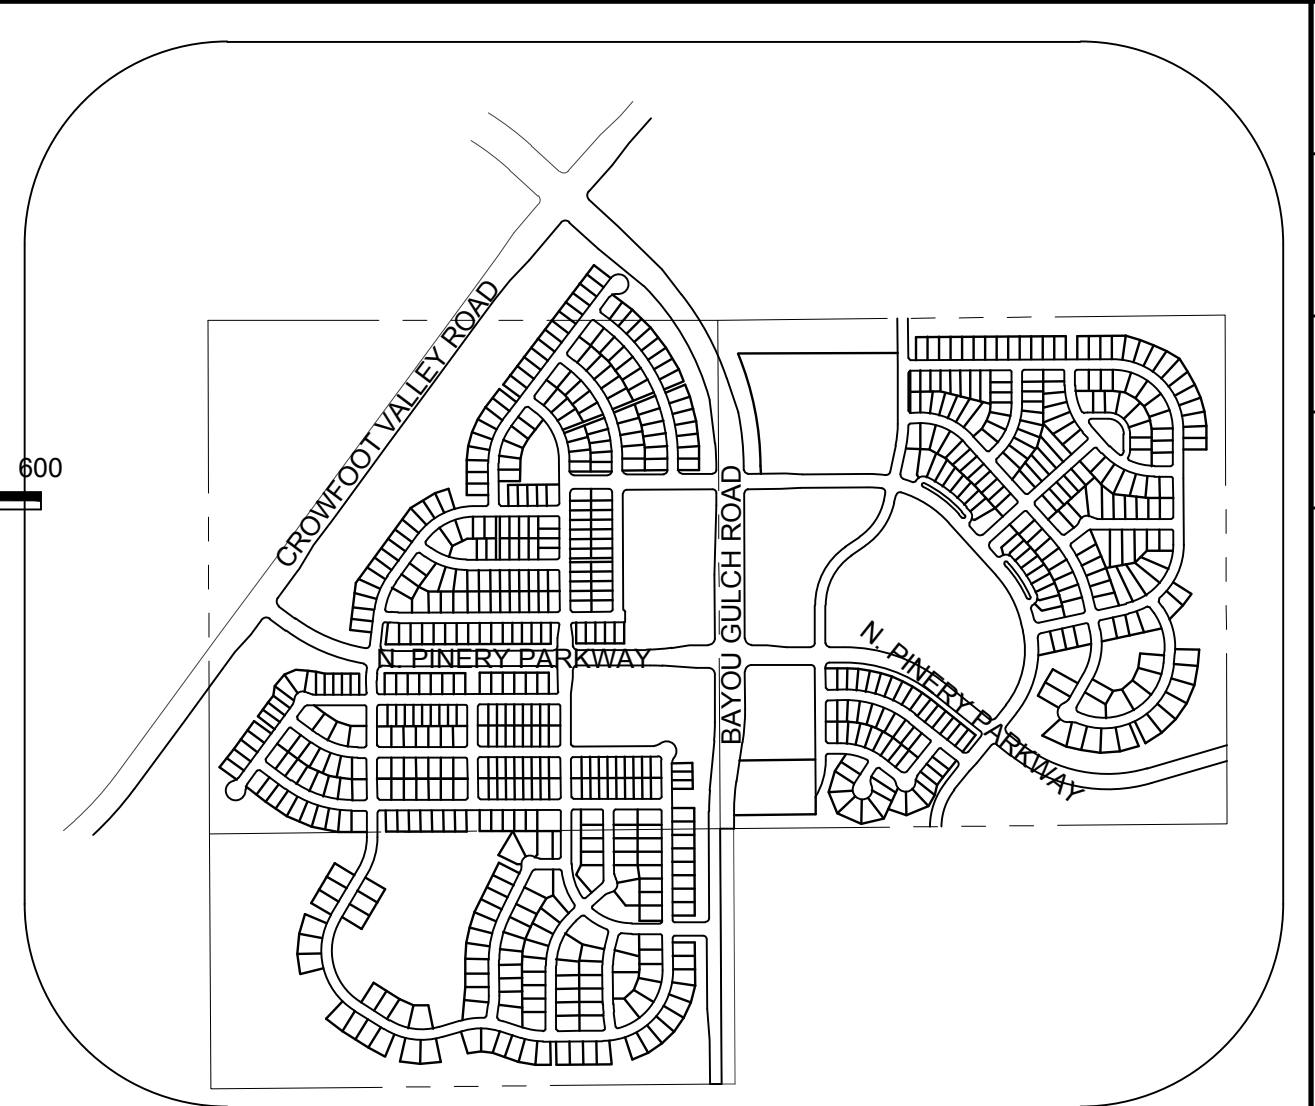 CROWFOOT VALLEY ROAD
600
BAYOU GULCH ROAD
N. PINERY PARKWAY
N. PINERY PARKWAY